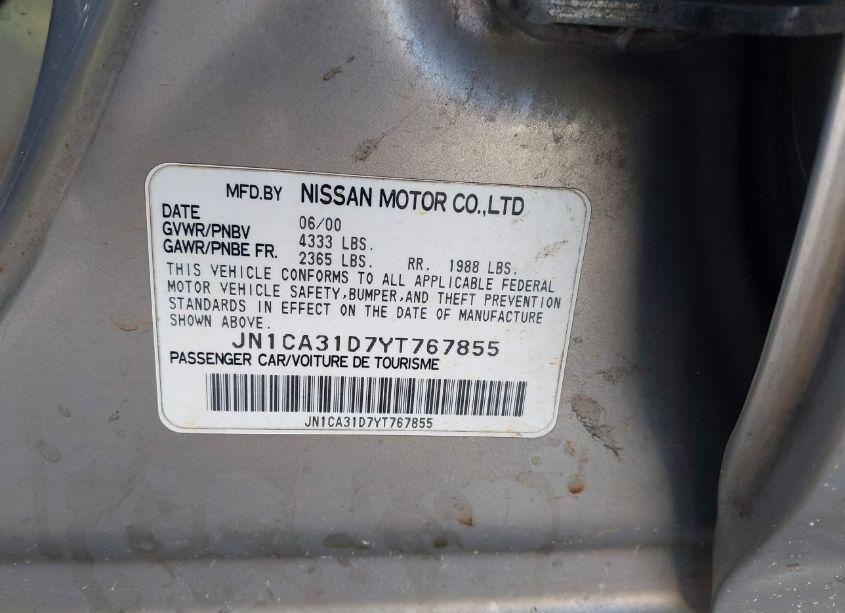 MFD.BY NISSAN MOTOR CO.,LTD
DATE 06/00
GVWR/PNBV 4333 LBS.
GAWR/PNBE FR. 2365 LBS. RR. 1988 LBS.
THIS VEHICLE CONFORMS TO ALL APPLICABLE FEDERAL
MOTOR VEHICLE SAFETY,BUMPER,AND THEFT PREVENTION
STANDARDS IN EFFECT ON THE DATE OF MANUFACTURE
SHOWN ABOVE.
JN1CA31D7YT767855
PASSENGER CAR/VOITURE DE TOURISME
JN1CA31D7YT767855